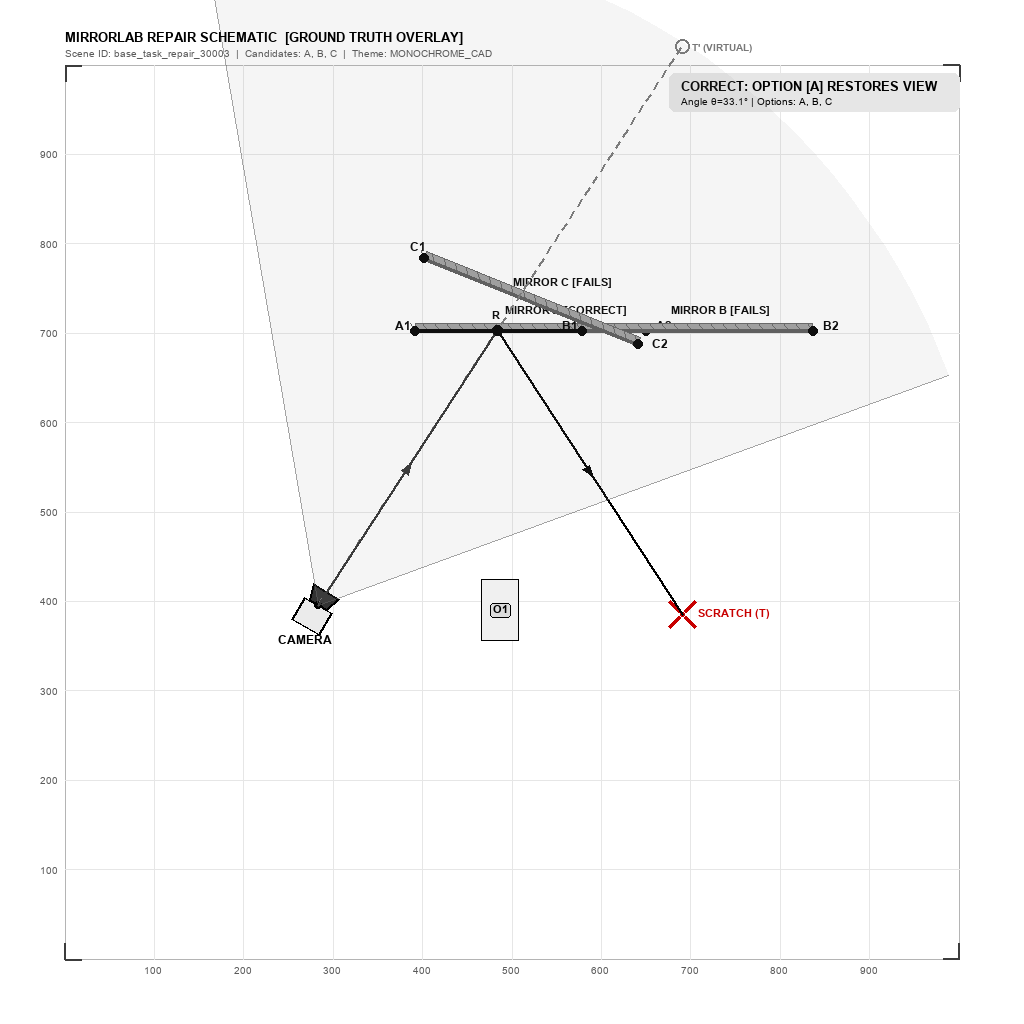 MIRRORLAB REPAIR SCHEMATIC [GROUND TRUTH OVERLAY]
Scene ID: base_task_repair_30003 | Candidates: A, B, C | Theme: MONOCHROME_CAD
T' (VIRTUAL)
CORRECT: OPTION [A] RESTORES VIEW
Angle θ=33.1° | Options: A, B, C
900
800
C1
MIRROR C [FAILS]
R
MIRROR CORRECT]
MIRROR B [FAILS]
A1
B1
B2
700
C2
600
500
400
O1
SCRATCH (T)
CAMERA
300
200
100
100 200 300 400 500 600 700 800 900